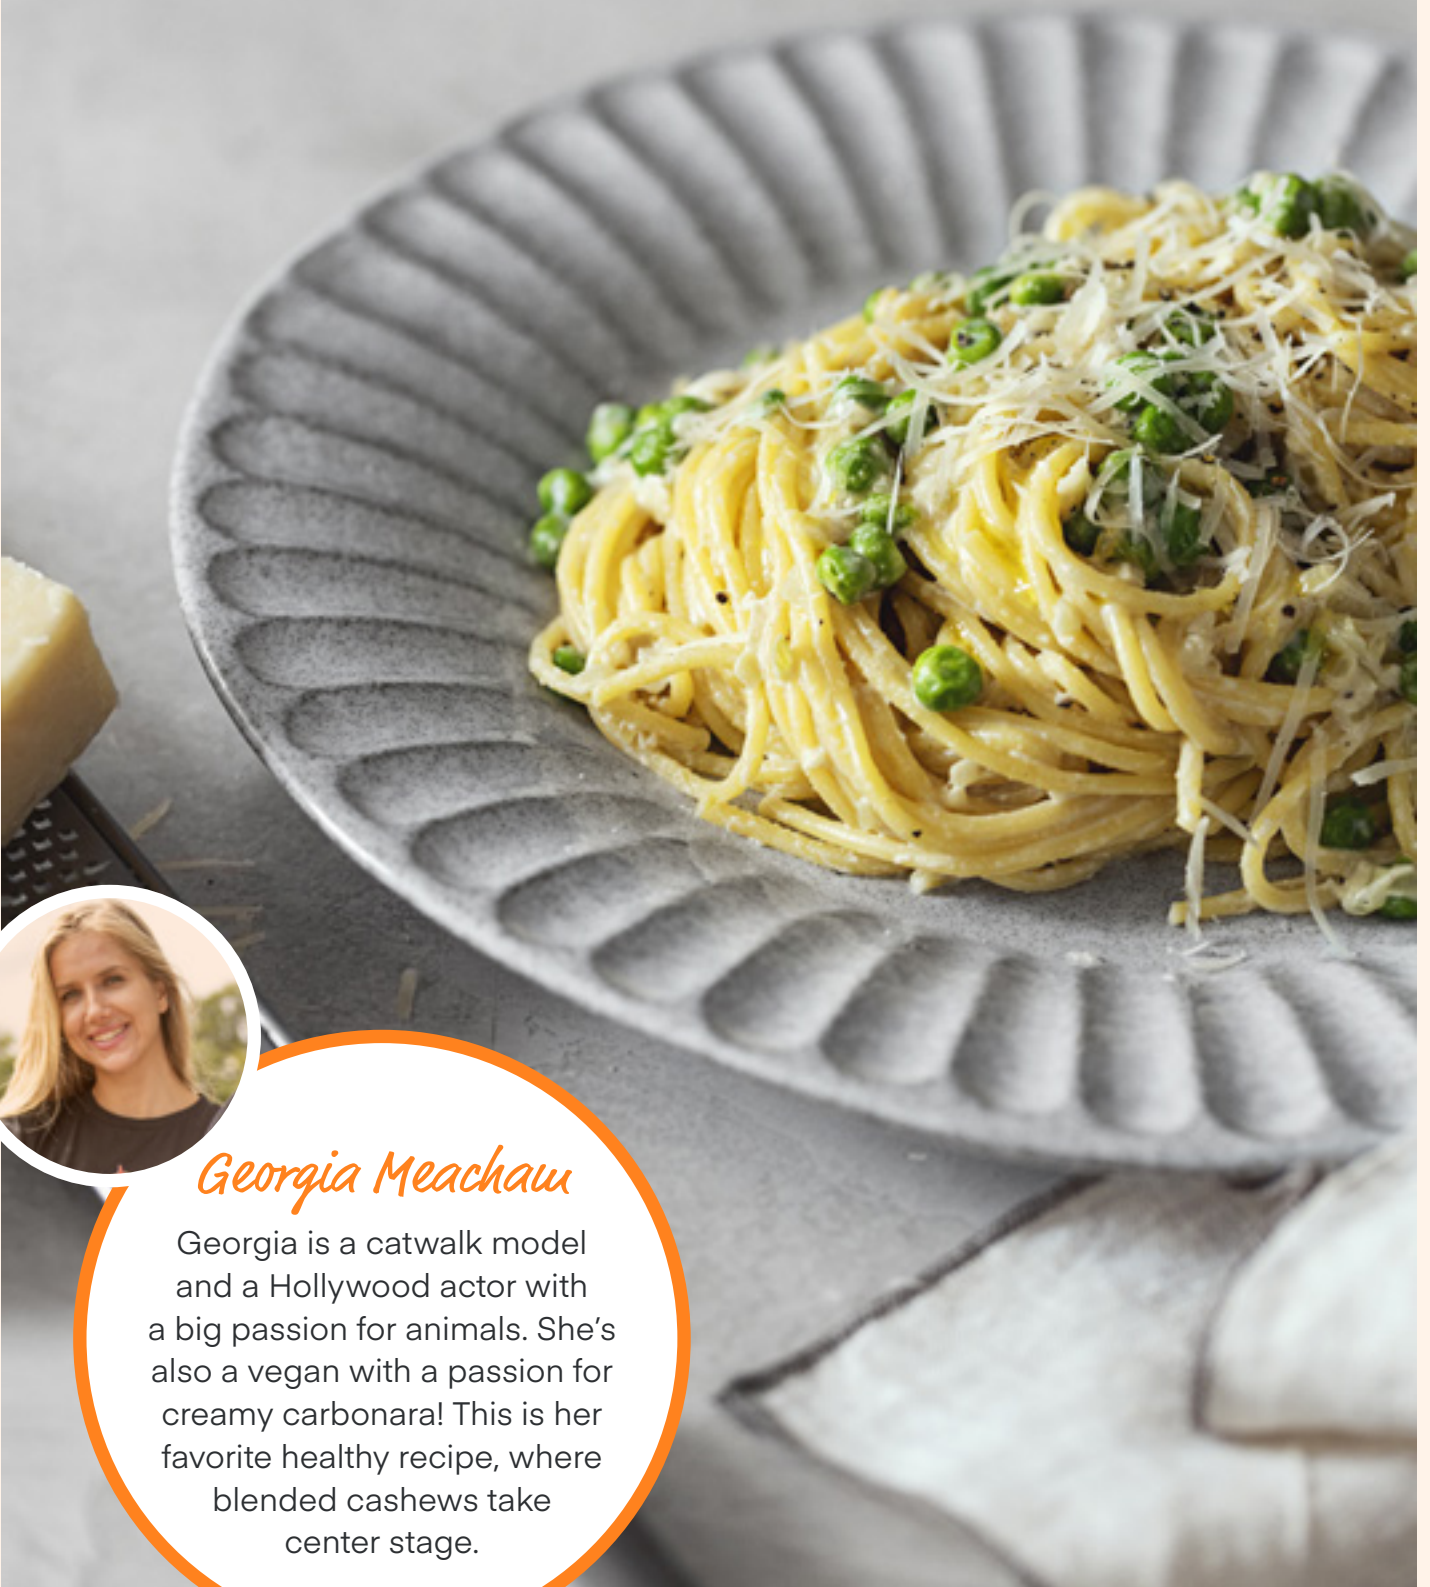 Georgia Meacham
Georgia is a catwalk model
and a Hollywood actor with
a big passion for animals. She’s
also a vegan with a passion for
creamy carbonara! This is her
favorite healthy recipe, where
blended cashews take
center stage.